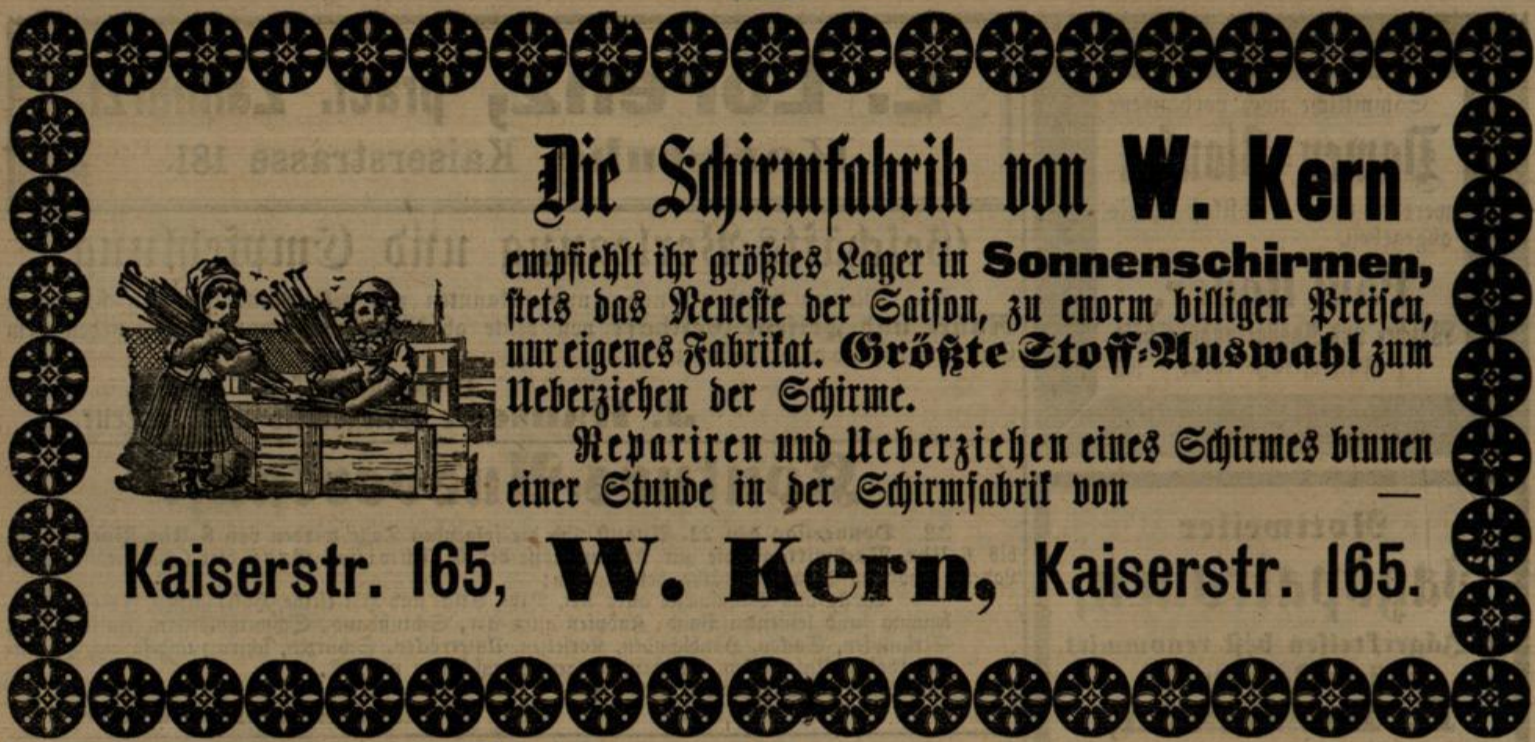 Die Schirmfabrik von W. Kern
empfiehlt ihr größtes Lager in Sonnenschirmen,
stets das Neueste der Saison, zu enorm billigen Preisen,
nur eigenes Fabrikat. Größte Stoff-Auswahl zum
Ueberziehen der Schirme.
Repariren und Ueberziehen eines Schirmes binnen
einer Stunde in der Schirmfabrik von —
Kaiserstr. 165, W. Kern, Kaiserstr. 165.